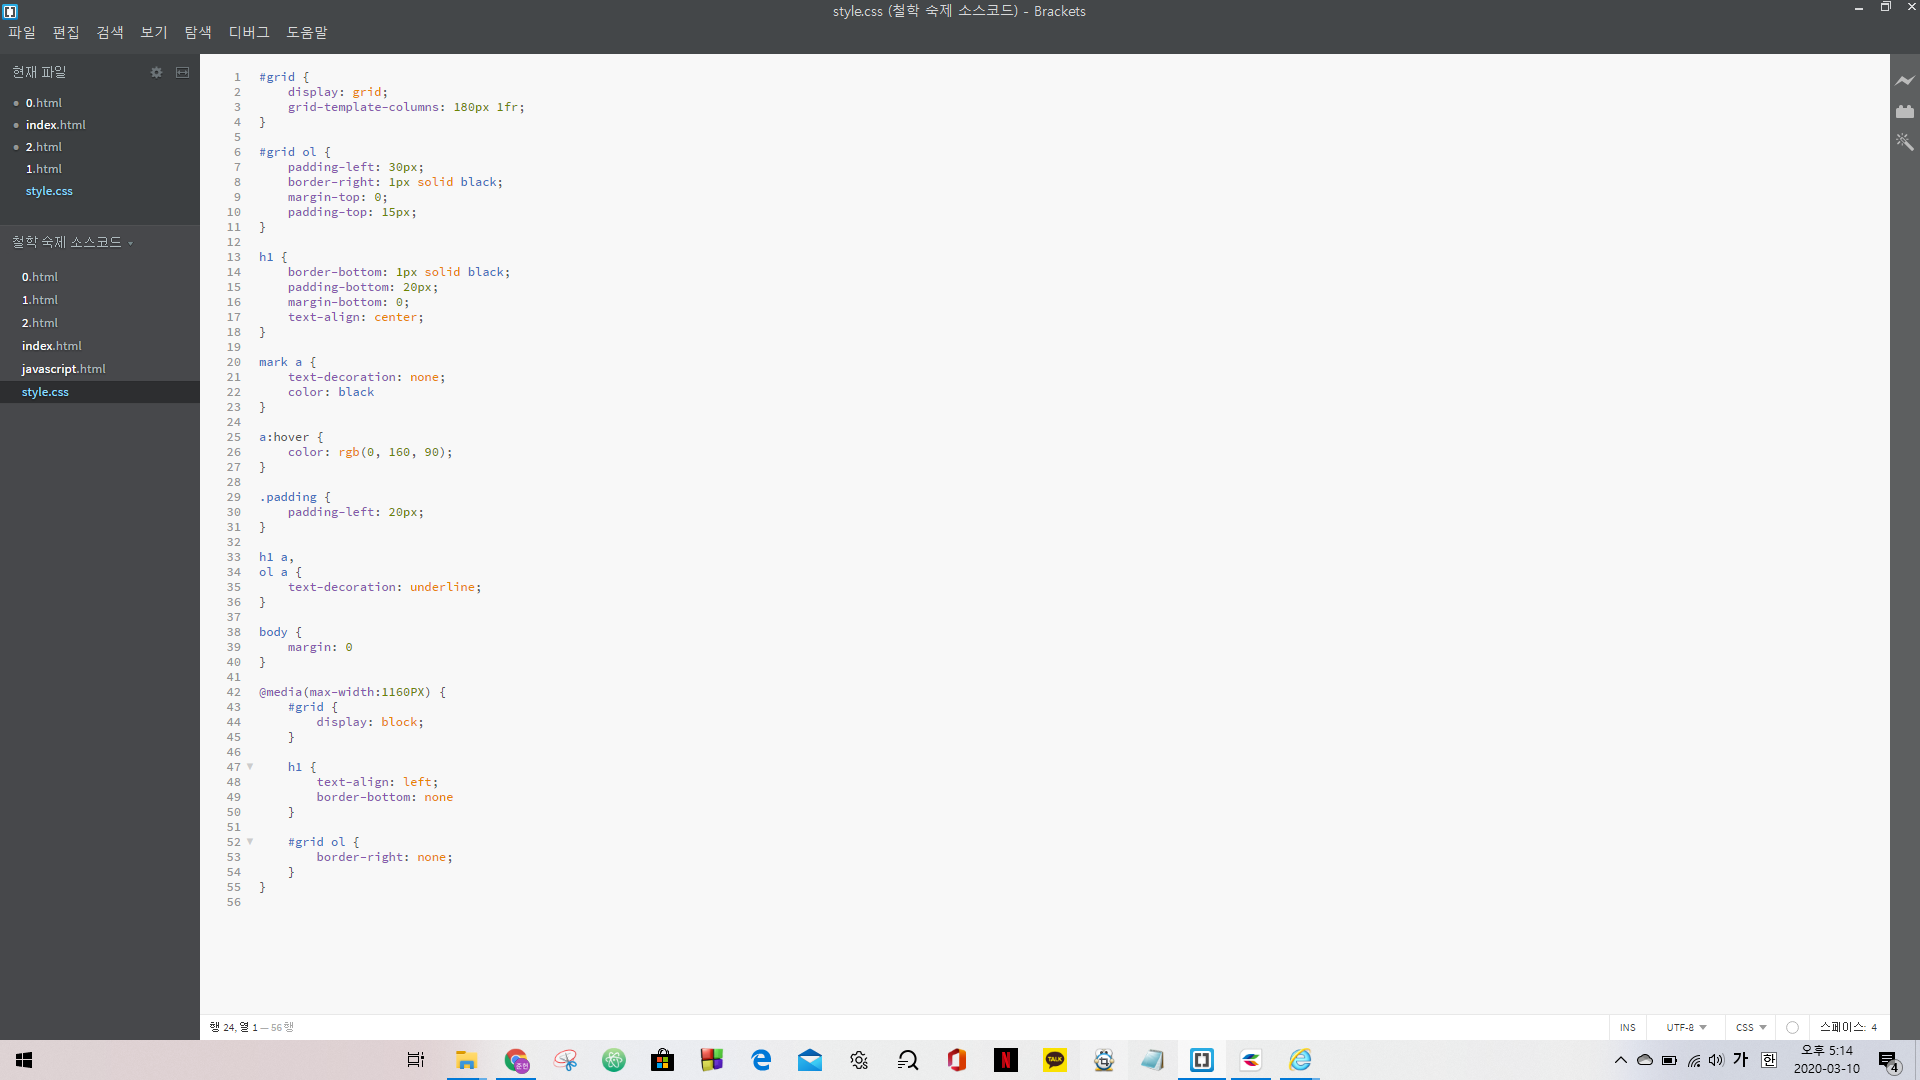 style.css (철학 숙제 소스코드) - Brackets
파일 편집 검색 보기 탐색 디버그 도움말
현재 파일
0.html
index.html
2.html
1.html
style.css
철학 숙제 소스코드
0.html
1.html
2.html
index.html
javascript.html
style.css
1 #grid {
2     display: grid;
3     grid-template-columns: 180px 1fr;
4 }
5
6 #grid ol {
7     padding-left: 30px;
8     border-right: 1px solid black;
9     margin-top: 0;
10     padding-top: 15px;
11 }
12
13 h1 {
14     border-bottom: 1px solid black;
15     padding-bottom: 20px;
16     margin-bottom: 0;
17     text-align: center;
18 }
19
20 mark a {
21     text-decoration: none;
22     color: black
23 }
24
25 a:hover {
26     color: rgb(0, 160, 90);
27 }
28
29 .padding {
30     padding-left: 20px;
31 }
32
33 h1 a,
34 ol a {
35     text-decoration: underline;
36 }
37
38 body {
39     margin: 0
40 }
41
42 @media(max-width:1160PX) {
43     #grid {
44         display: block;
45     }
46
47     h1 {
48         text-align: left;
49         border-bottom: none
50     }
51
52     #grid ol {
53         border-right: none;
54     }
55 }
56
행 24, 열 1 — 56 행 INS UTF-8 CSS 스페이스: 4
준헌
TALK
가 한
오후 5:14
2020-03-10
4